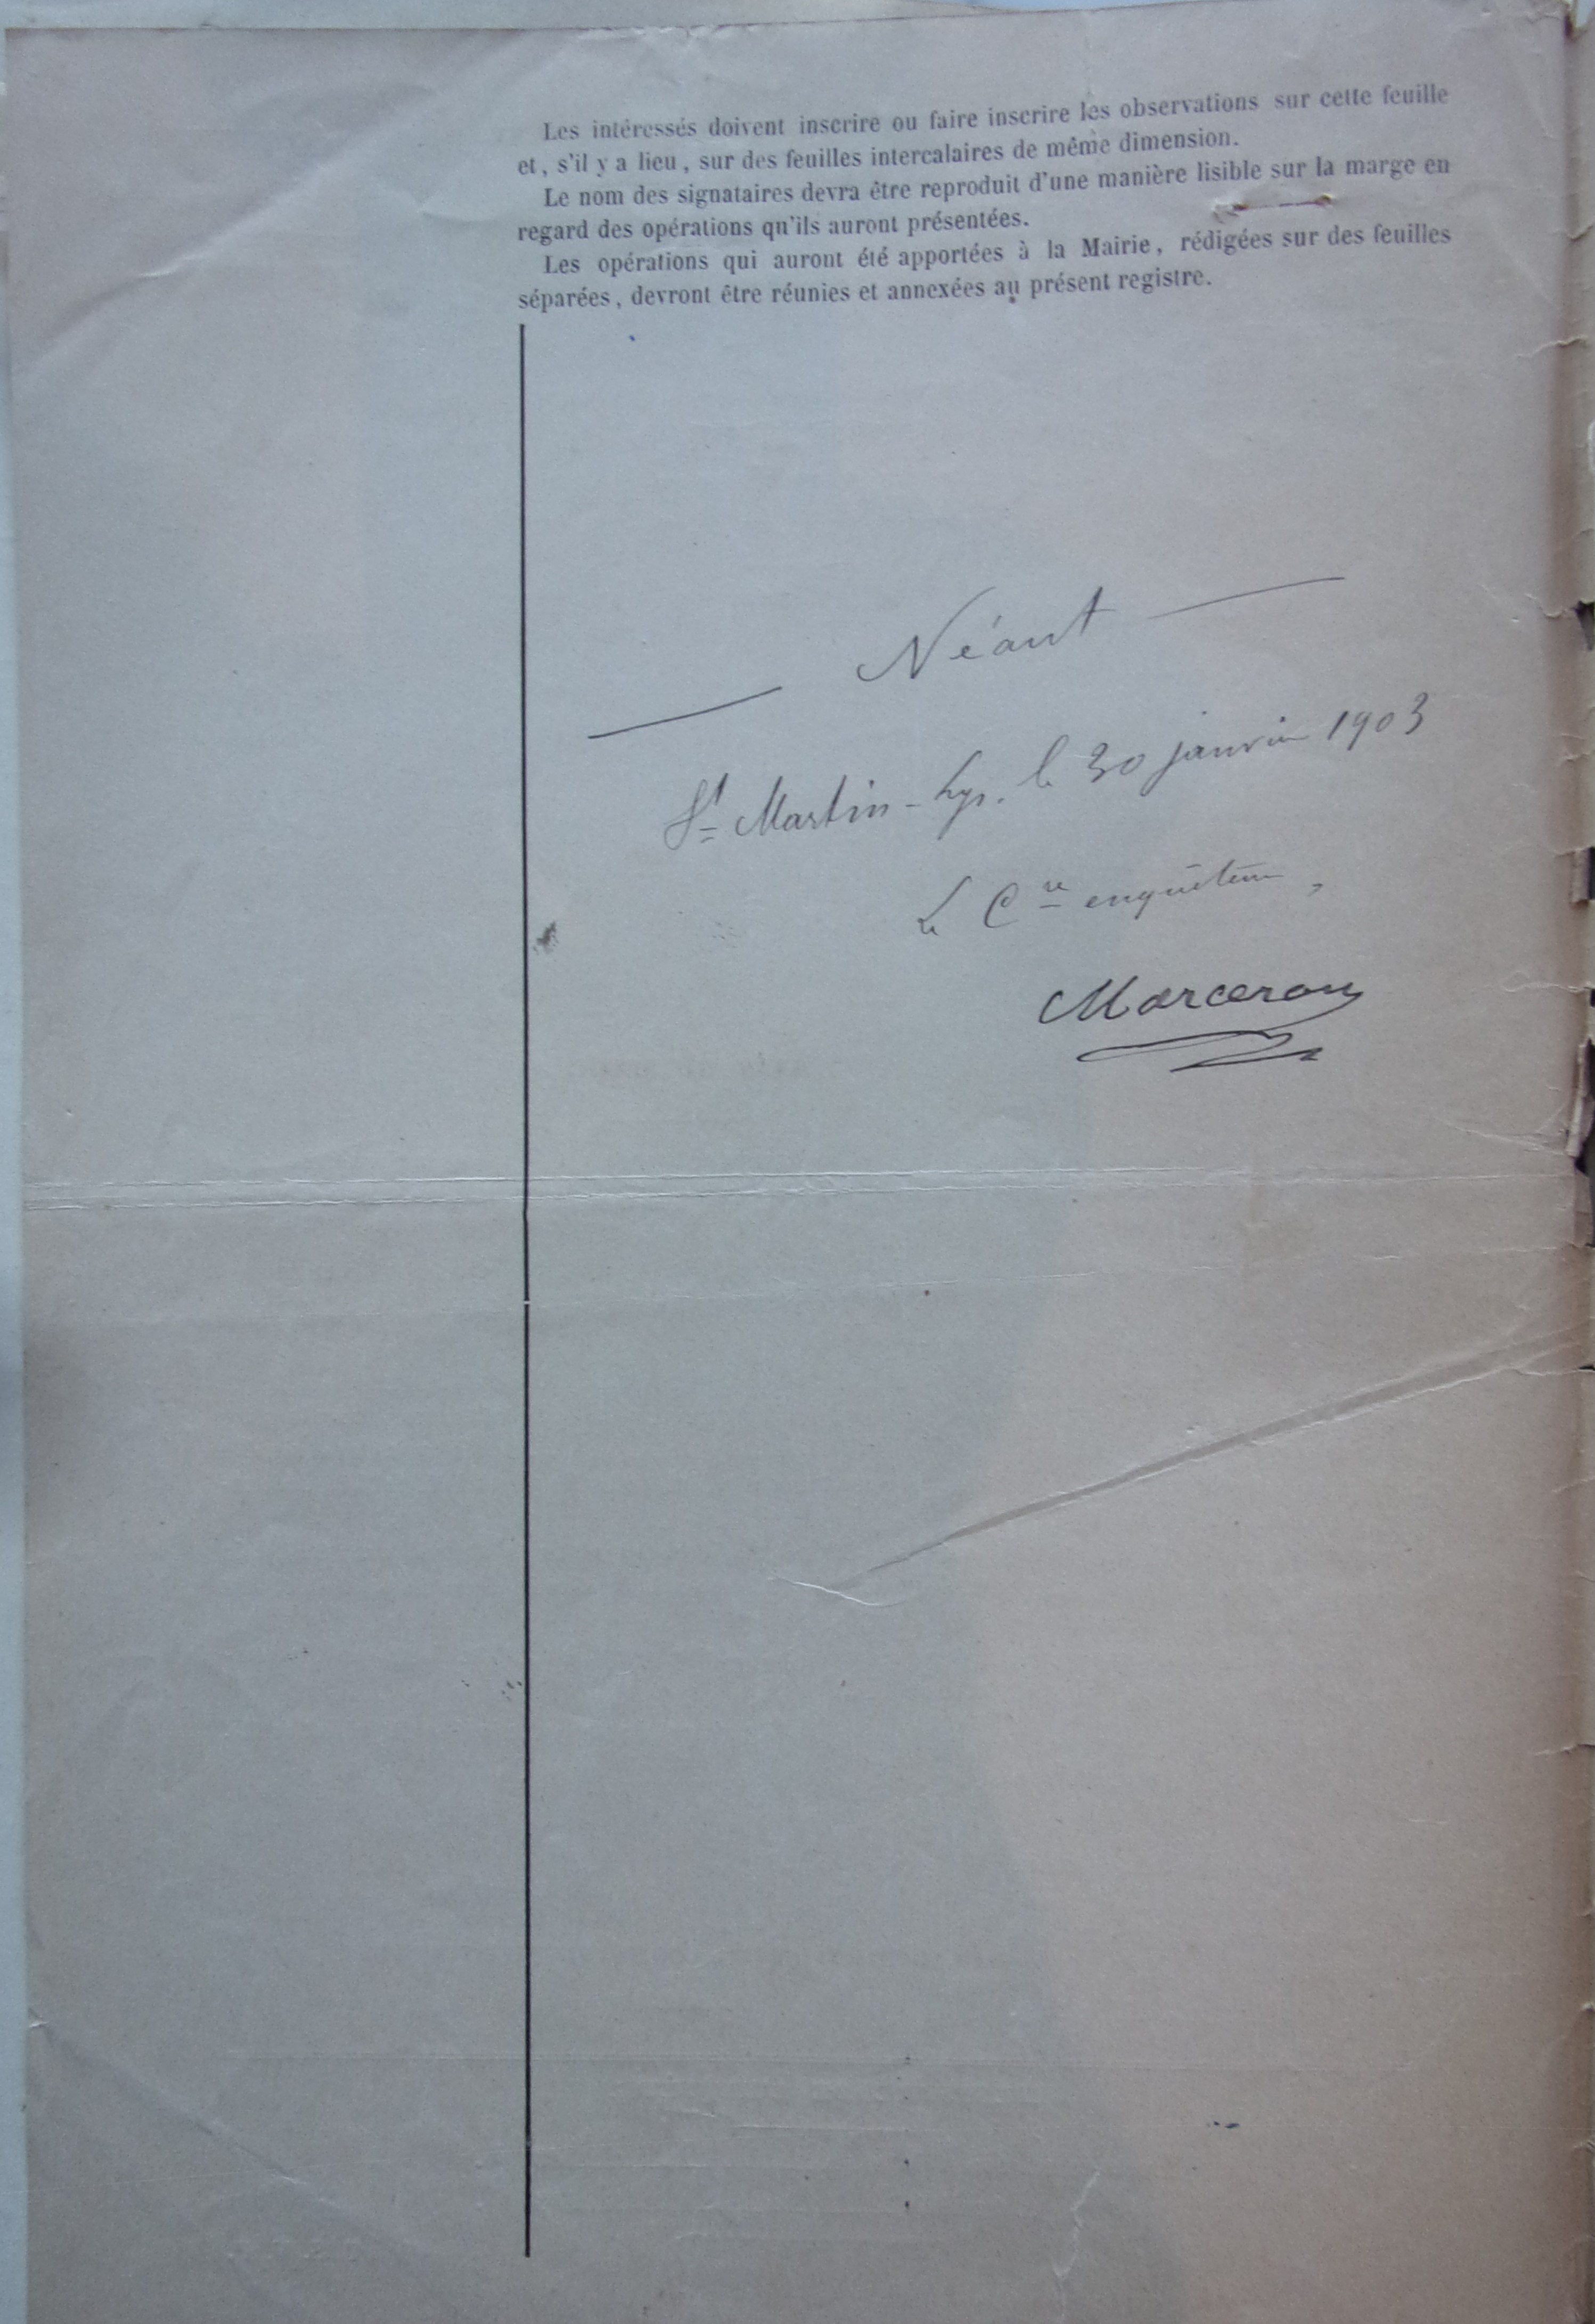 Les intéressés doivent inscrire ou faire inscrire les observations sur cette feuille
et, s'il y a lieu, sur des feuilles intercalaires de même dimension.
Le nom des signataires devra être reproduit d'une manière lisible sur la marge en
regard des opérations qu'ils auront présentées.
Les opérations qui auront été apportées à la Mairie, rédigées sur des feuilles
séparées, devront être réunies et annexées au présent registre.
— Néant —
St Martin-Lys. le 30 janvier 1903
Le Cre enquêteur,
Marceron